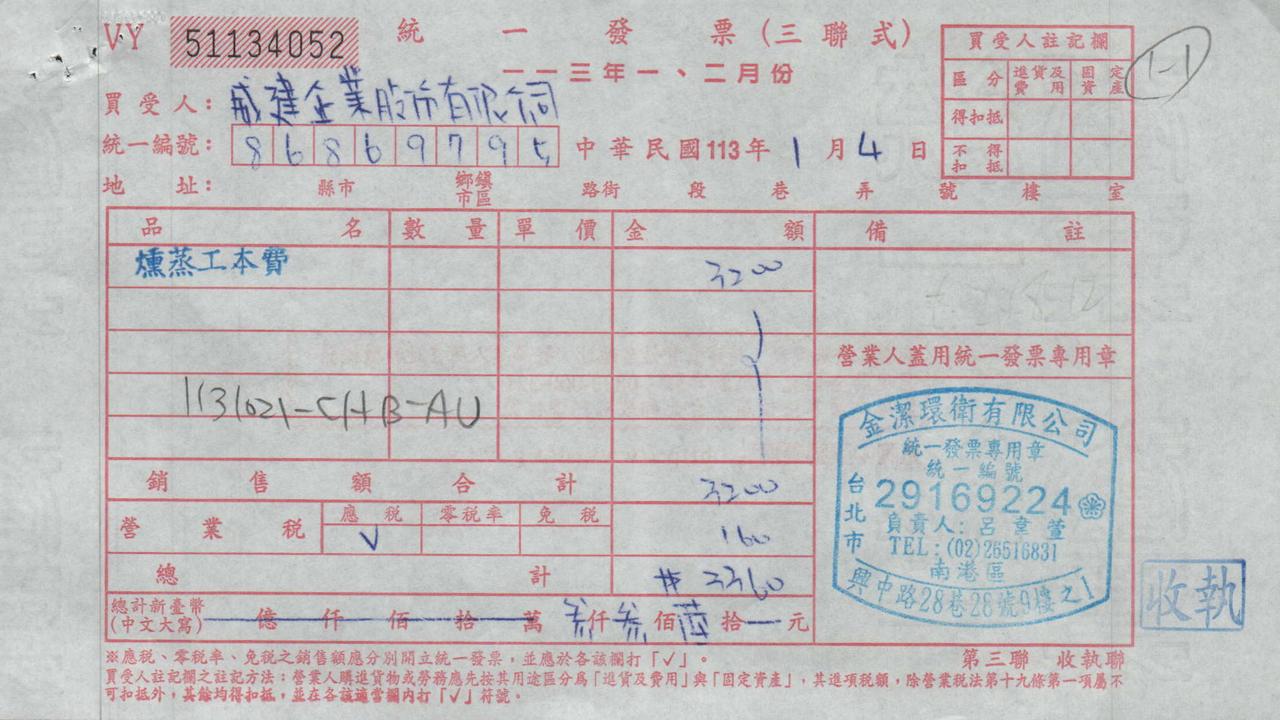 VY 51134052 統一發票(三聯式)
一一三年一、二月份
買受人註記欄
區分 進貨及費用 固定資產
得扣抵
不得扣抵
1-1
買受人: 威建企業股份有限公司
統一編號: 86869795 中華民國113年1月4日
地址: 縣市 鄉鎮市區 路街 段 巷 弄 號 樓 室
品名 數量 單價 金額 備註
燻蒸工本費 3200
營業人蓋用統一發票專用章
1131021-CHB-AU
銷售額合計 3200
營業稅 應稅 零稅率 免稅
√ 160
總計 #3360
總計新臺幣(中文大寫) 億 仟 佰 拾 萬 叁仟叁佰陸拾 元
金潔環衛有限公司
統一發票專用章
統一編號
29169224
負責人: 呂韋萱
TEL:(02)26516831
台北市
南港區
興中路28巷28號9樓之1
收執
※應稅、零稅率、免稅之銷售額應分別開立統一發票,並應於各該欄打「√」。
第三聯 收執聯
買受人註記欄之註記方法:營業人購進貨物或勞務應先按其用途區分為「進貨及費用」與「固定資產」,其進項稅額,除營業稅法第十九條第一項屬不
可扣抵外,其餘均得扣抵,並在各該適當欄內打「√」符號。